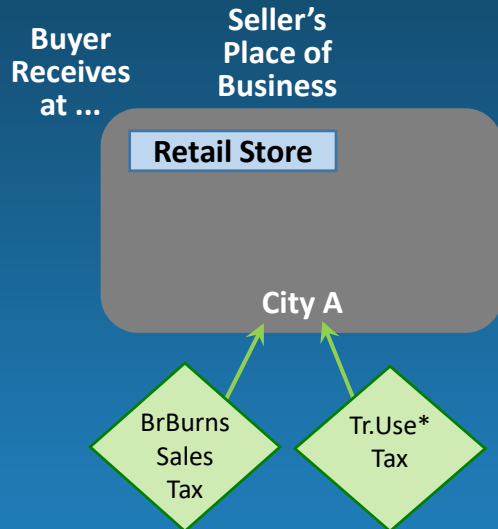 Buyer
Receives
at ...
Seller’s
Place of
Business
Retail Store
City A
BrBurns
Sales
Tax
Tr.Use*
Tax